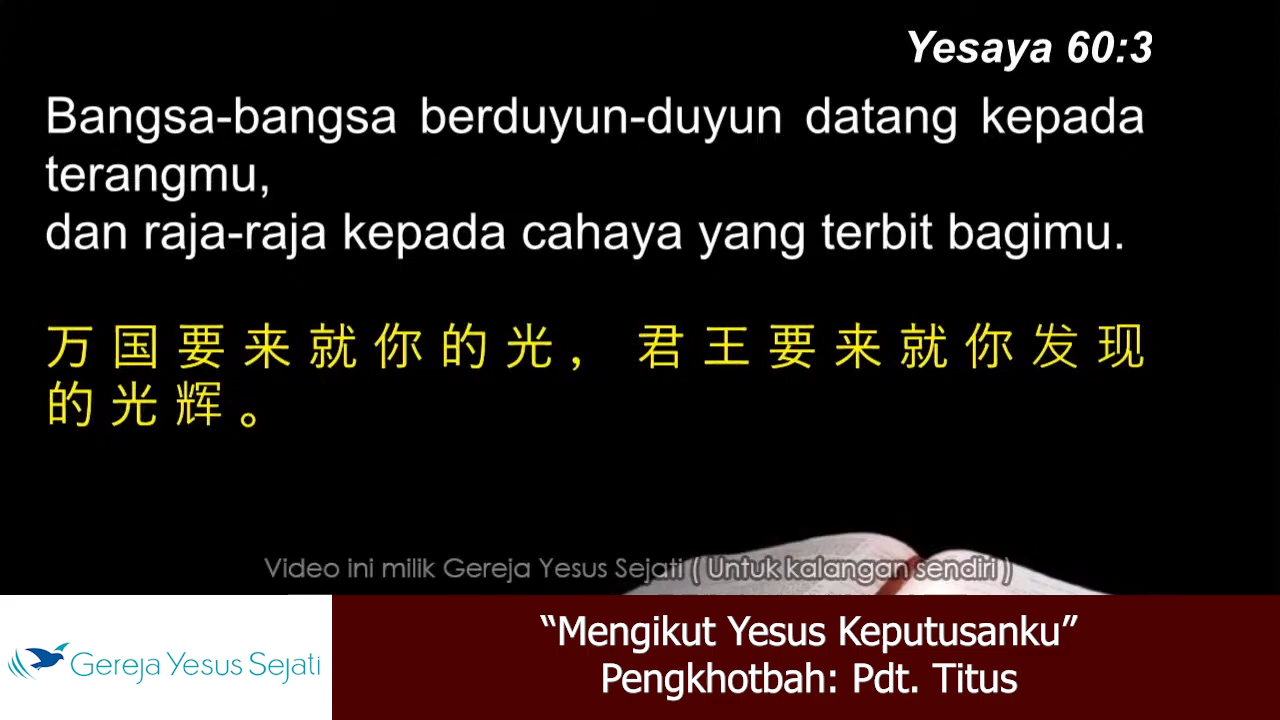 Yesaya 60:3
Bangsa-bangsa berduyun-duyun datang kepada
terangmu,
dan raja-raja kepada cahaya yang terbit bagimu.
万国要来就你的光，君王要来就你发现
的光辉。
Video ini milik Gereja Yesus Sejati ( Untuk kalangan sendiri )
Gereja Yesus Sejati
“Mengikut Yesus Keputusanku”
Pengkhotbah: Pdt. Titus